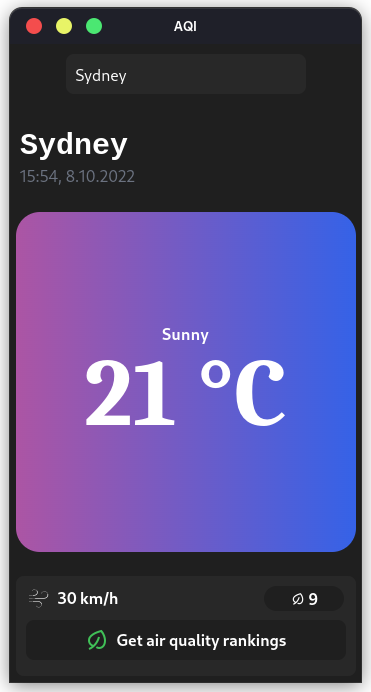 AQI
Sydney
Sydney
15:54, 8.10.2022
Sunny
21 °C
30 km/h
9
Get air quality rankings